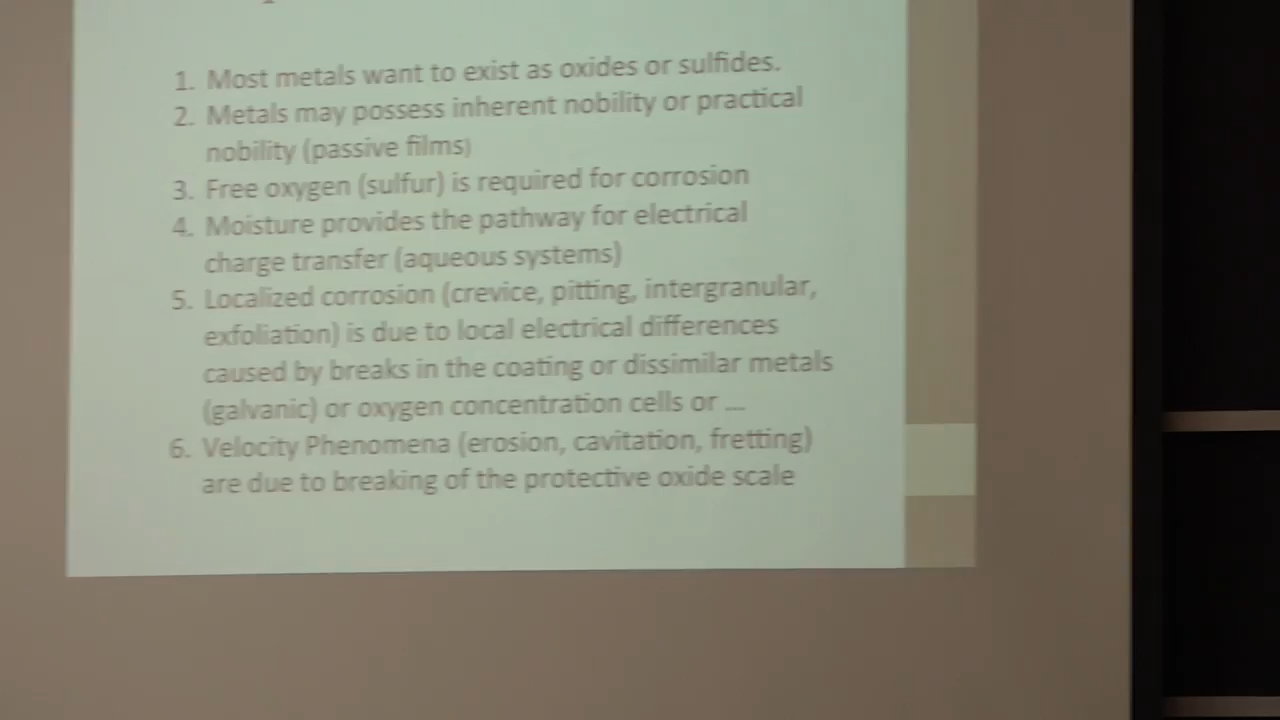 1. Most metals want to exist as oxides or sulfides.
2. Metals may possess inherent nobility or practical
nobility (passive films)
3. Free oxygen (sulfur) is required for corrosion
4. Moisture provides the pathway for electrical
charge transfer (aqueous systems)
5. Localized corrosion (crevice, pitting, intergranular,
exfoliation) is due to local electrical differences
caused by breaks in the coating or dissimilar metals
(galvanic) or oxygen concentration cells or ...
6. Velocity Phenomena (erosion, cavitation, fretting)
are due to breaking of the protective oxide scale